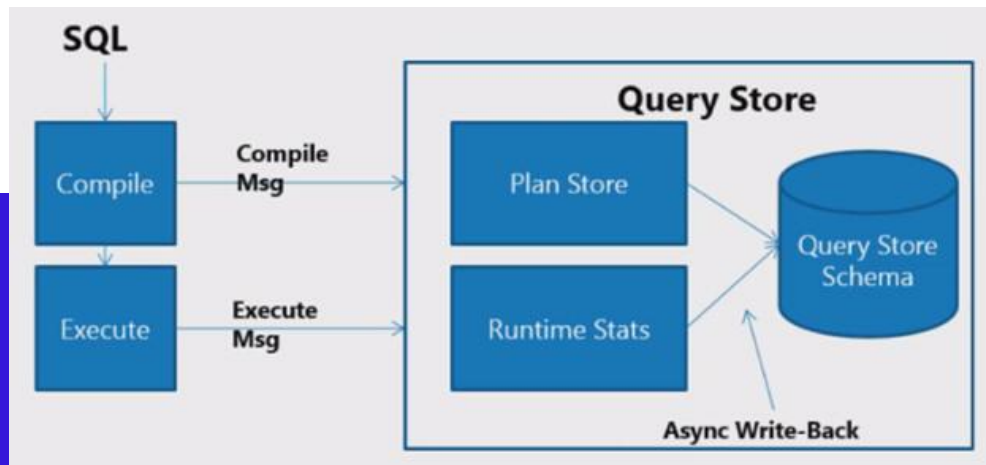 SQL
Query Store
Compile
Compile
Msg
Plan Store
Query Store
Schema
Execute
Execute
Msg
Runtime Stats
Async Write-Back